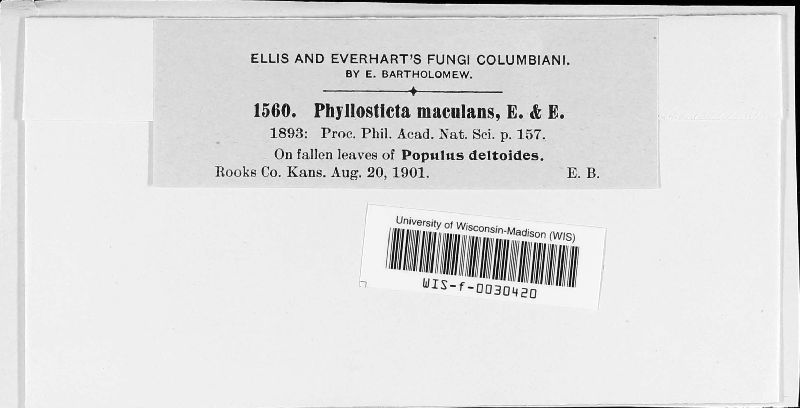 ELLIS AND EVERHART'S FUNGI COLUMBIANI.
BY E. BARTHOLOMEW.
1560. Phyllosticta maculans, E. & E.
1893: Proc. Phil. Acad. Nat. Sci. p. 157.
On fallen leaves of Populus deltoides.
Rooks Co. Kans. Aug. 20, 1901. E. B.
University of Wisconsin-Madison (WIS)
WIS-f-0030420